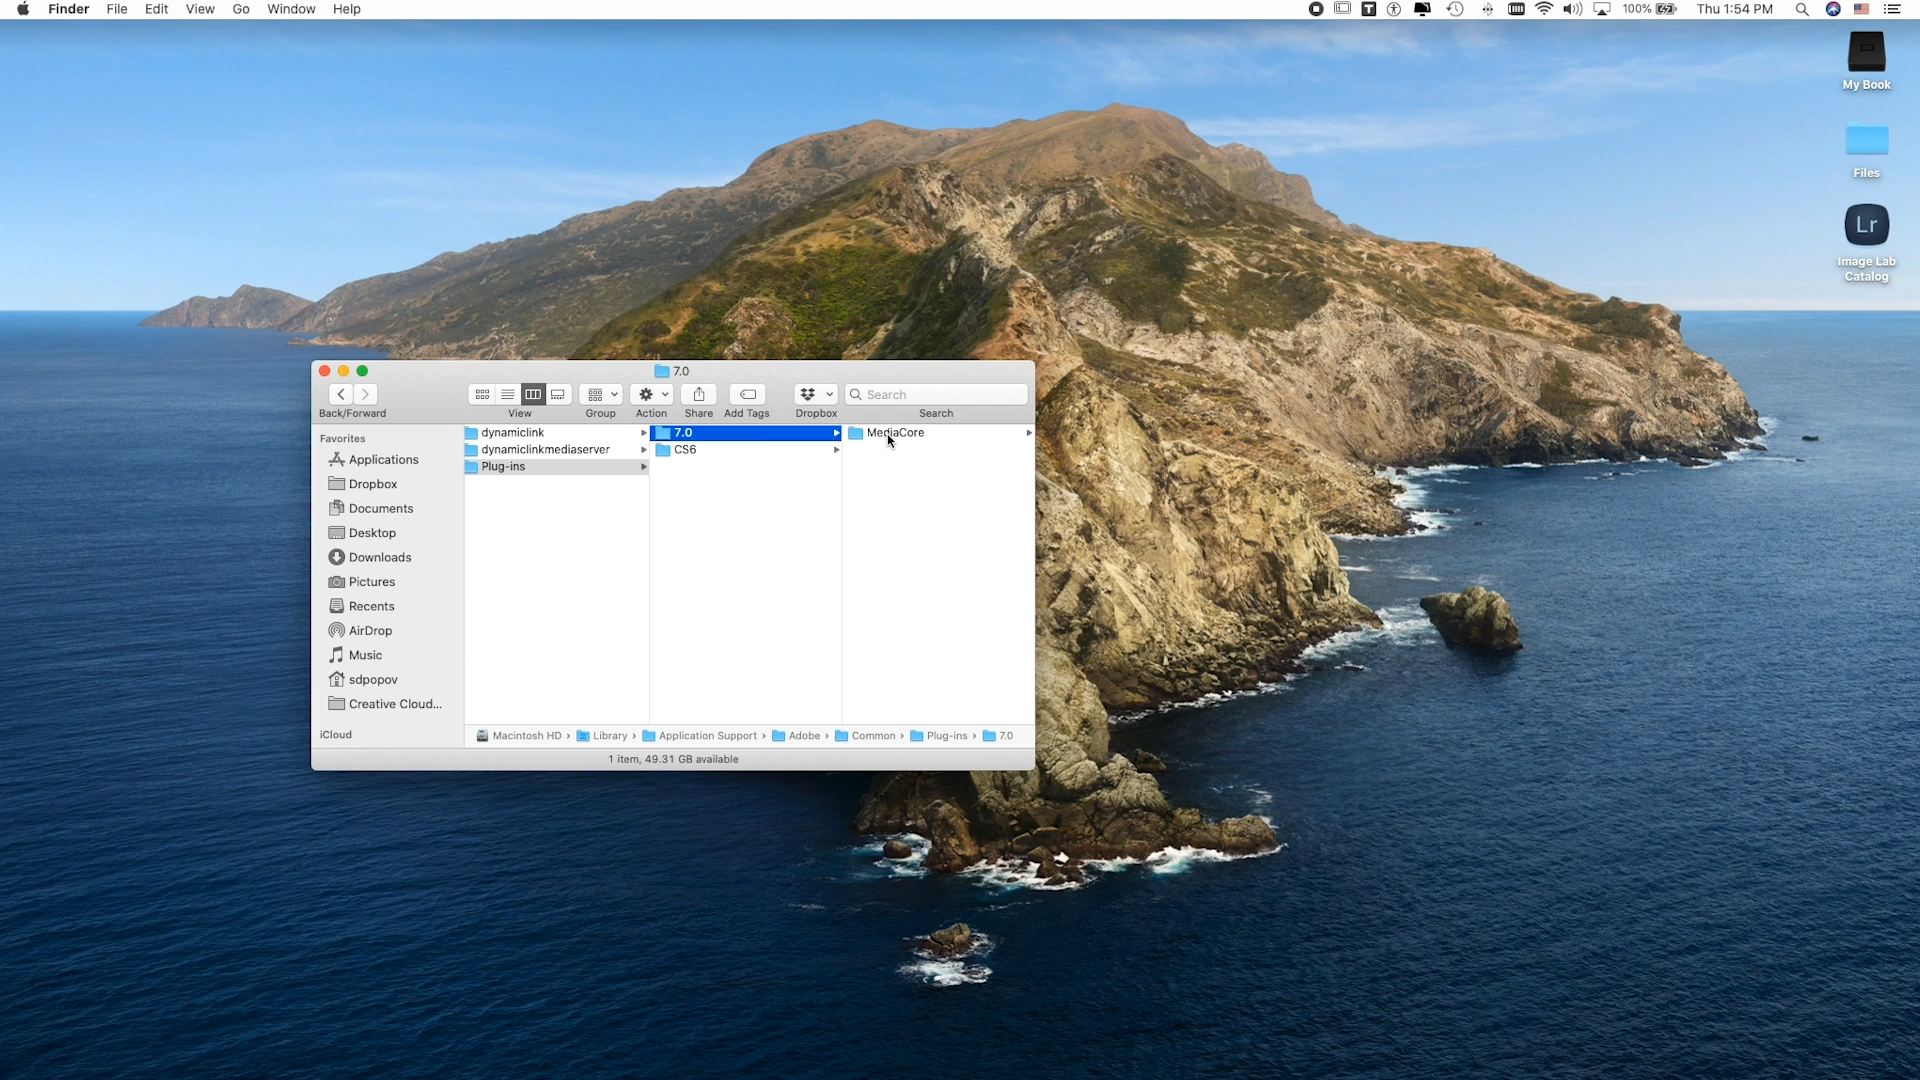 Finder File Edit View Go Window Help
100% Thu 1:54 PM
My Book
Files
Lr
Image Lab
Catalog
7.0
Search
Back/Forward View Group Action Share Add Tags Dropbox Search
Favorites
Applications
Dropbox
Documents
Desktop
Downloads
Pictures
Recents
AirDrop
Music
sdpopov
Creative Cloud...
iCloud
dynamiclink
dynamiclinkmediaserver
Plug-ins
7.0
CS6
MediaCore
Macintosh HD › Library › Application Support › Adobe › Common › Plug-ins › 7.0
1 item, 49.31 GB available